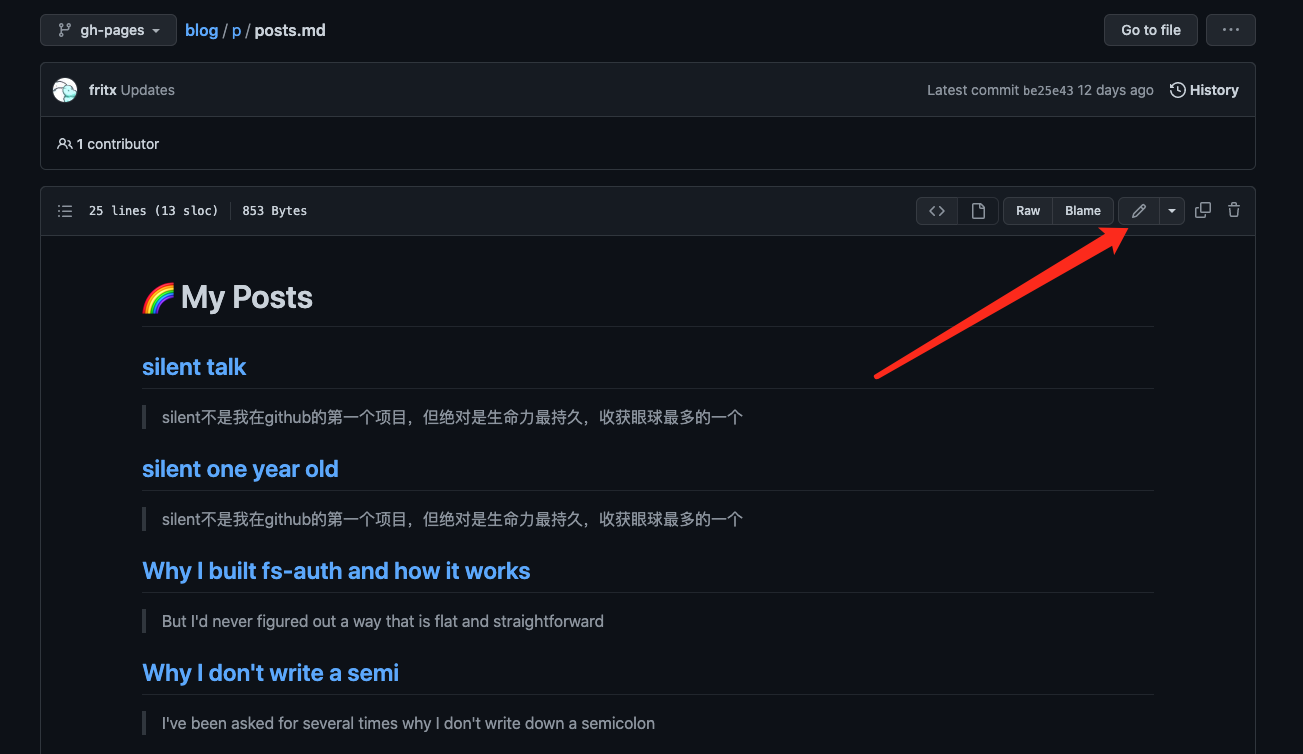 gh-pages blog / p / posts.md Go to file ...
fritx Updates Latest commit be25e43 12 days ago History
1 contributor
25 lines (13 sloc) 853 Bytes Raw Blame
🌈 My Posts
silent talk
silent不是我在github的第一个项目，但绝对是生命力最持久，收获眼球最多的一个
silent one year old
silent不是我在github的第一个项目，但绝对是生命力最持久，收获眼球最多的一个
Why I built fs-auth and how it works
But I'd never figured out a way that is flat and straightforward
Why I don't write a semi
I've been asked for several times why I don't write down a semicolon